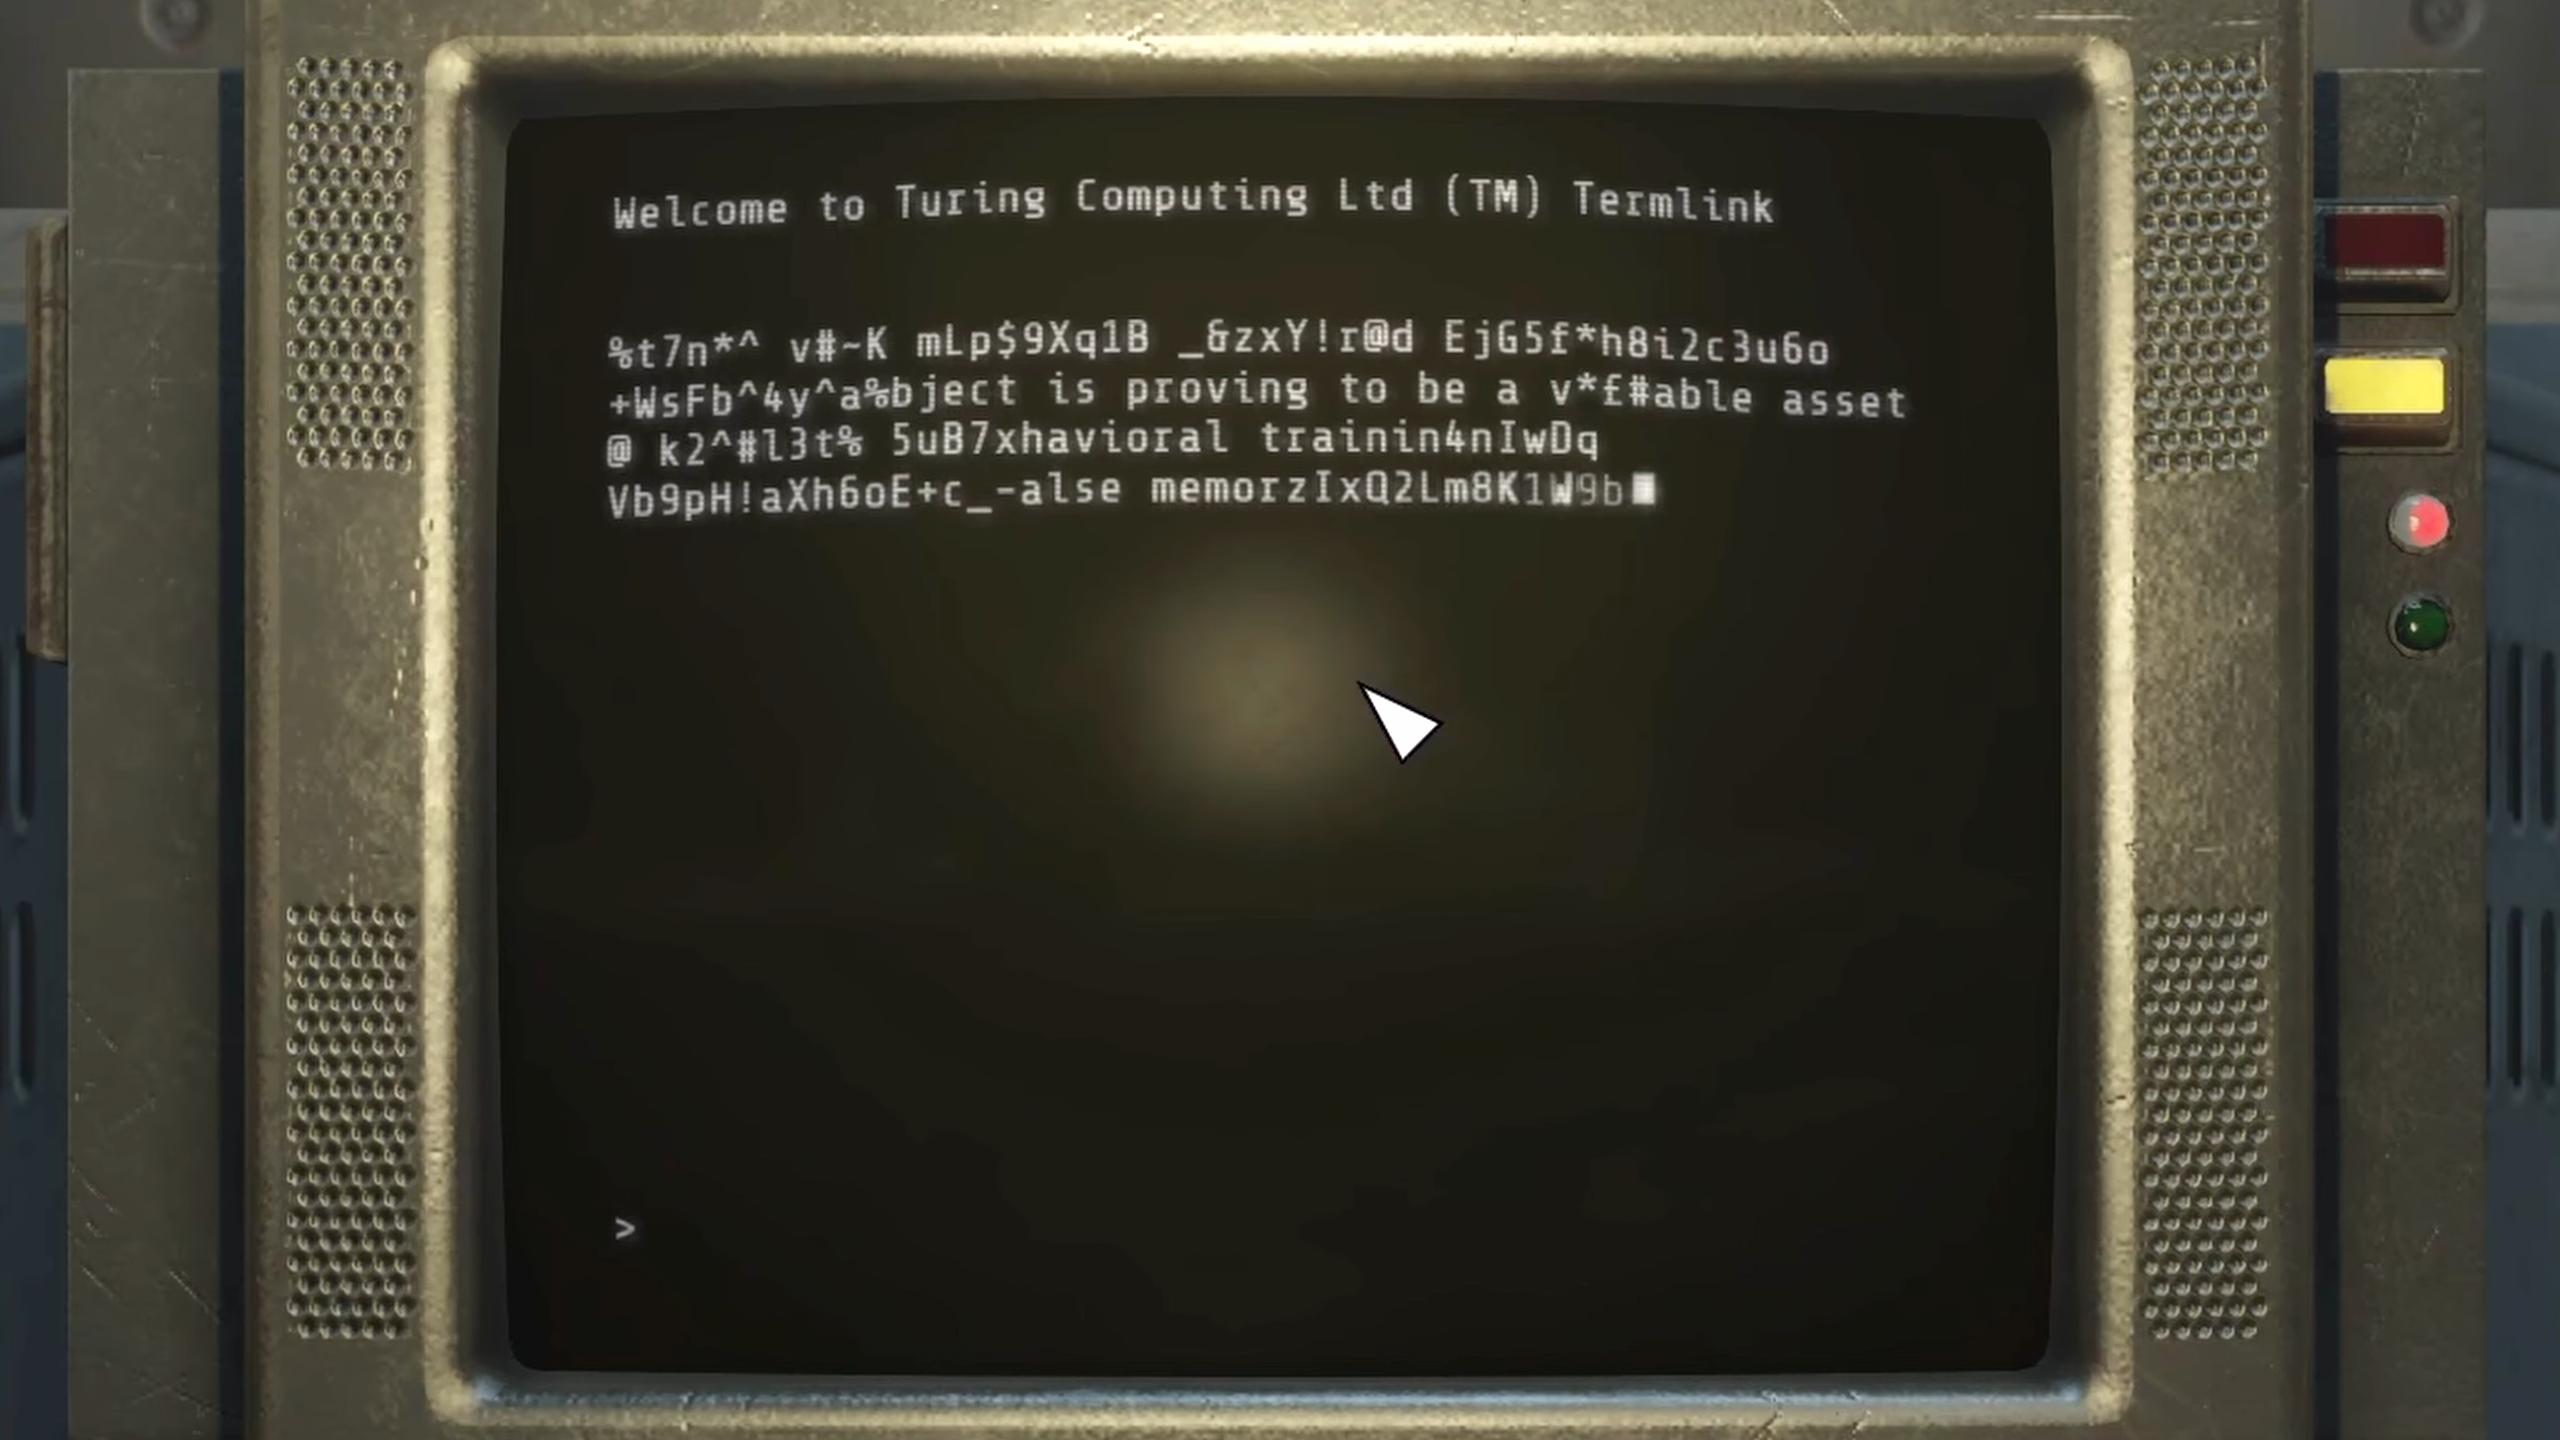 Welcome to Turing Computing Ltd (TM) Termlink
%t7n*^ v#~K mLp$9Xq1B _&zxY!r@d EjG5f*h8i2c3u6o
+WsFb^4y^a%bject is proving to be a v*£#able asset
@ k2^#l3t% 5uB7xhavioral trainin4nIwDq
Vb9pH!aXh6oE+c_-alse memorzIxQ2Lm8K1W9b
>